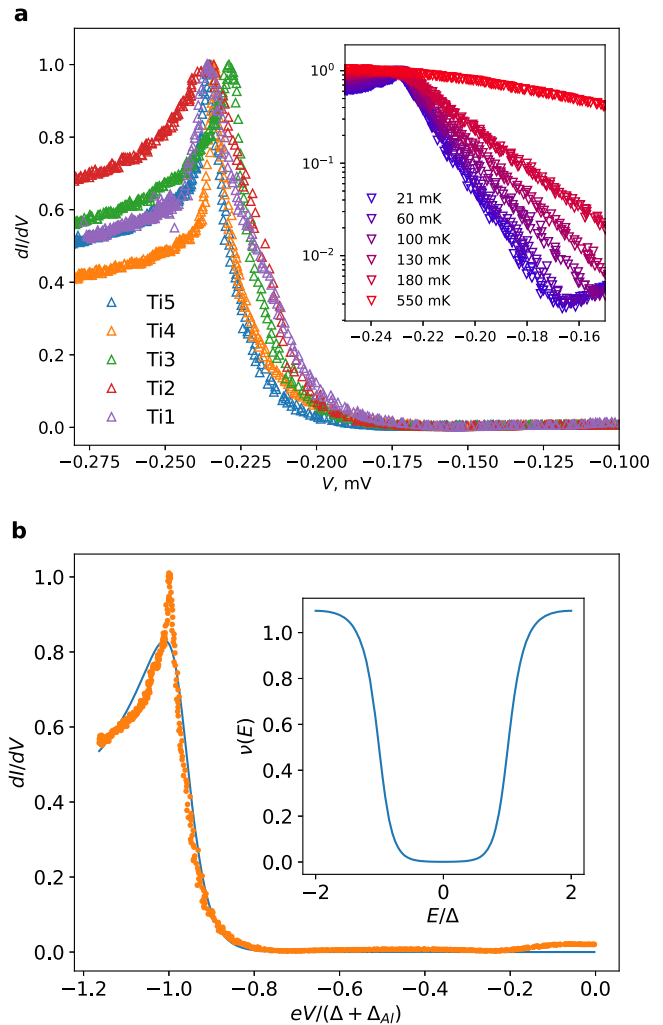 a
1.0
0.8
0.6
0.4
0.2
0.0
dI/dV
Ti5
Ti4
Ti3
Ti2
Ti1
−0.275 −0.250 −0.225 −0.200 −0.175 −0.150 −0.125 −0.100
V, mV
10⁰
10⁻¹
10⁻²
21 mK
60 mK
100 mK
130 mK
180 mK
550 mK
−0.24 −0.22 −0.20 −0.18 −0.16
b
1.0
0.8
0.6
0.4
0.2
0.0
dI/dV
−1.2 −1.0 −0.8 −0.6 −0.4 −0.2 0.0
eV/(Δ + Δ_{Al})
1.0
0.8
0.6
0.4
0.2
0.0
ν(E)
−2 0 2
E/Δ